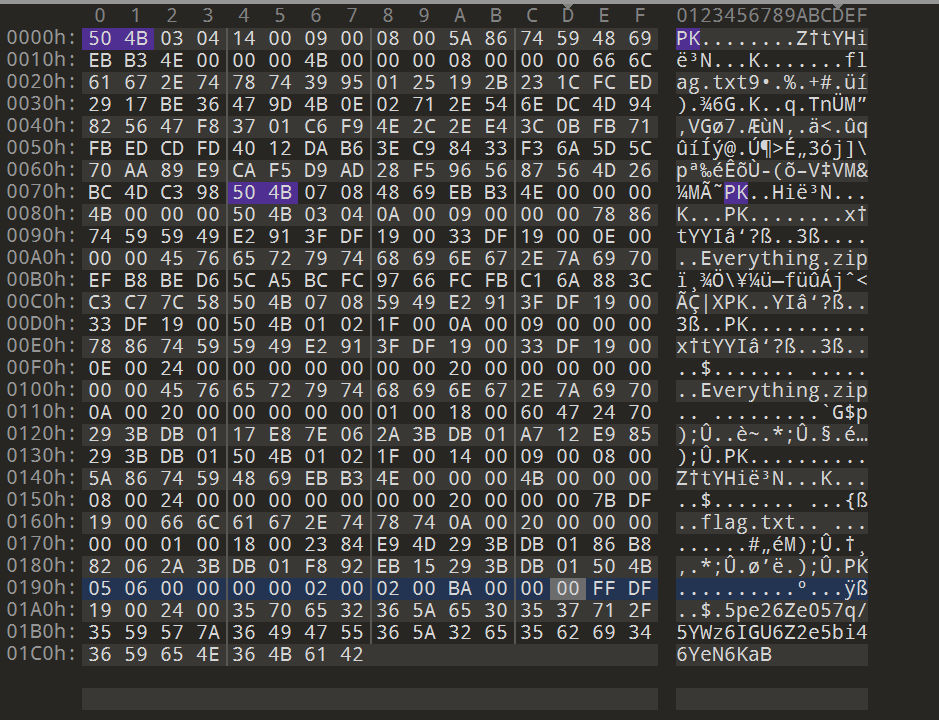 0 1 2 3 4 5 6 7 8 9 A B C D E F 0123456789ABCDEF
0000h: 50 4B 03 04 14 00 09 00 08 00 5A 86 74 59 48 69 PK........Z†tYHi
0010h: EB B3 4E 00 00 00 4B 00 00 00 08 00 00 00 66 6C ë³N...K.......fl
0020h: 61 67 2E 74 78 74 39 95 01 25 19 2B 23 1C FC ED ag.txt9•.%.+#.üí
0030h: 29 17 BE 36 47 9D 4B 0E 02 71 2E 54 6E DC 4D 94 ).¾6G.K..q.TnÜM”
0040h: 82 56 47 F8 37 01 C6 F9 4E 2C 2E E4 3C 0B FB 71 ‚VGø7.ÆùN,.ä<.ûq
0050h: FB ED CD FD 40 12 DA B6 3E C9 84 33 F3 6A 5D 5C ûíÍý@.Ú¶>É„3ój]\
0060h: 70 AA 89 E9 CA F5 D9 AD 28 F5 96 56 87 56 4D 26 pª‰éÊõÙ-(õ–V‡VM&
0070h: BC 4D C3 98 50 4B 07 08 48 69 EB B3 4E 00 00 00 ¼MÃ˜PK..Hië³N...
0080h: 4B 00 00 00 50 4B 03 04 0A 00 09 00 00 00 78 86 K...PK........x†
0090h: 74 59 59 49 E2 91 3F DF 19 00 33 DF 19 00 0E 00 tYYIâ‘?ß..3ß....
00A0h: 00 00 45 76 65 72 79 74 68 69 6E 67 2E 7A 69 70 ..Everything.zip
00B0h: EF B8 BE D6 5C A5 BC FC 97 66 FC FB C1 6A 88 3C ï¸¾Ö\¥¼ü—füûÁjˆ<
00C0h: C3 C7 7C 58 50 4B 07 08 59 49 E2 91 3F DF 19 00 ÃÇ|XPK..YIâ‘?ß..
00D0h: 33 DF 19 00 50 4B 01 02 1F 00 0A 00 09 00 00 00 3ß..PK..........
00E0h: 78 86 74 59 59 49 E2 91 3F DF 19 00 33 DF 19 00 x†tYYIâ‘?ß..3ß..
00F0h: 0E 00 24 00 00 00 00 00 00 00 20 00 00 00 00 00 ..$....... .....
0100h: 00 00 45 76 65 72 79 74 68 69 6E 67 2E 7A 69 70 ..Everything.zip
0110h: 0A 00 20 00 00 00 00 00 01 00 18 00 60 47 24 70 .. .........`G$p
0120h: 29 3B DB 01 17 E8 7E 06 2A 3B DB 01 A7 12 E9 85 );Û..è~.*;Û.§.é…
0130h: 29 3B DB 01 50 4B 01 02 1F 00 14 00 09 00 08 00 );Û.PK..........
0140h: 5A 86 74 59 48 69 EB B3 4E 00 00 00 4B 00 00 00 Z†tYHië³N...K...
0150h: 08 00 24 00 00 00 00 00 00 00 20 00 00 00 7B DF ..$....... ...{ß
0160h: 19 00 66 6C 61 67 2E 74 78 74 0A 00 20 00 00 00 ..flag.txt.. ...
0170h: 00 00 01 00 18 00 23 84 E9 4D 29 3B DB 01 86 B8 ......#„éM);Û.†¸
0180h: 82 06 2A 3B DB 01 F8 92 EB 15 29 3B DB 01 50 4B ‚.*;Û.ø’ë.);Û.PK
0190h: 05 06 00 00 00 00 02 00 02 00 BA 00 00 00 FF DF ..........º...ÿß
01A0h: 19 00 24 00 35 70 65 32 36 5A 65 30 35 37 71 2F ..$.5pe26Ze057q/
01B0h: 35 59 57 7A 36 49 47 55 36 5A 32 65 35 62 69 34 5YWz6IGU6Z2e5bi4
01C0h: 36 59 65 4E 36 4B 61 42 6YeN6KaB